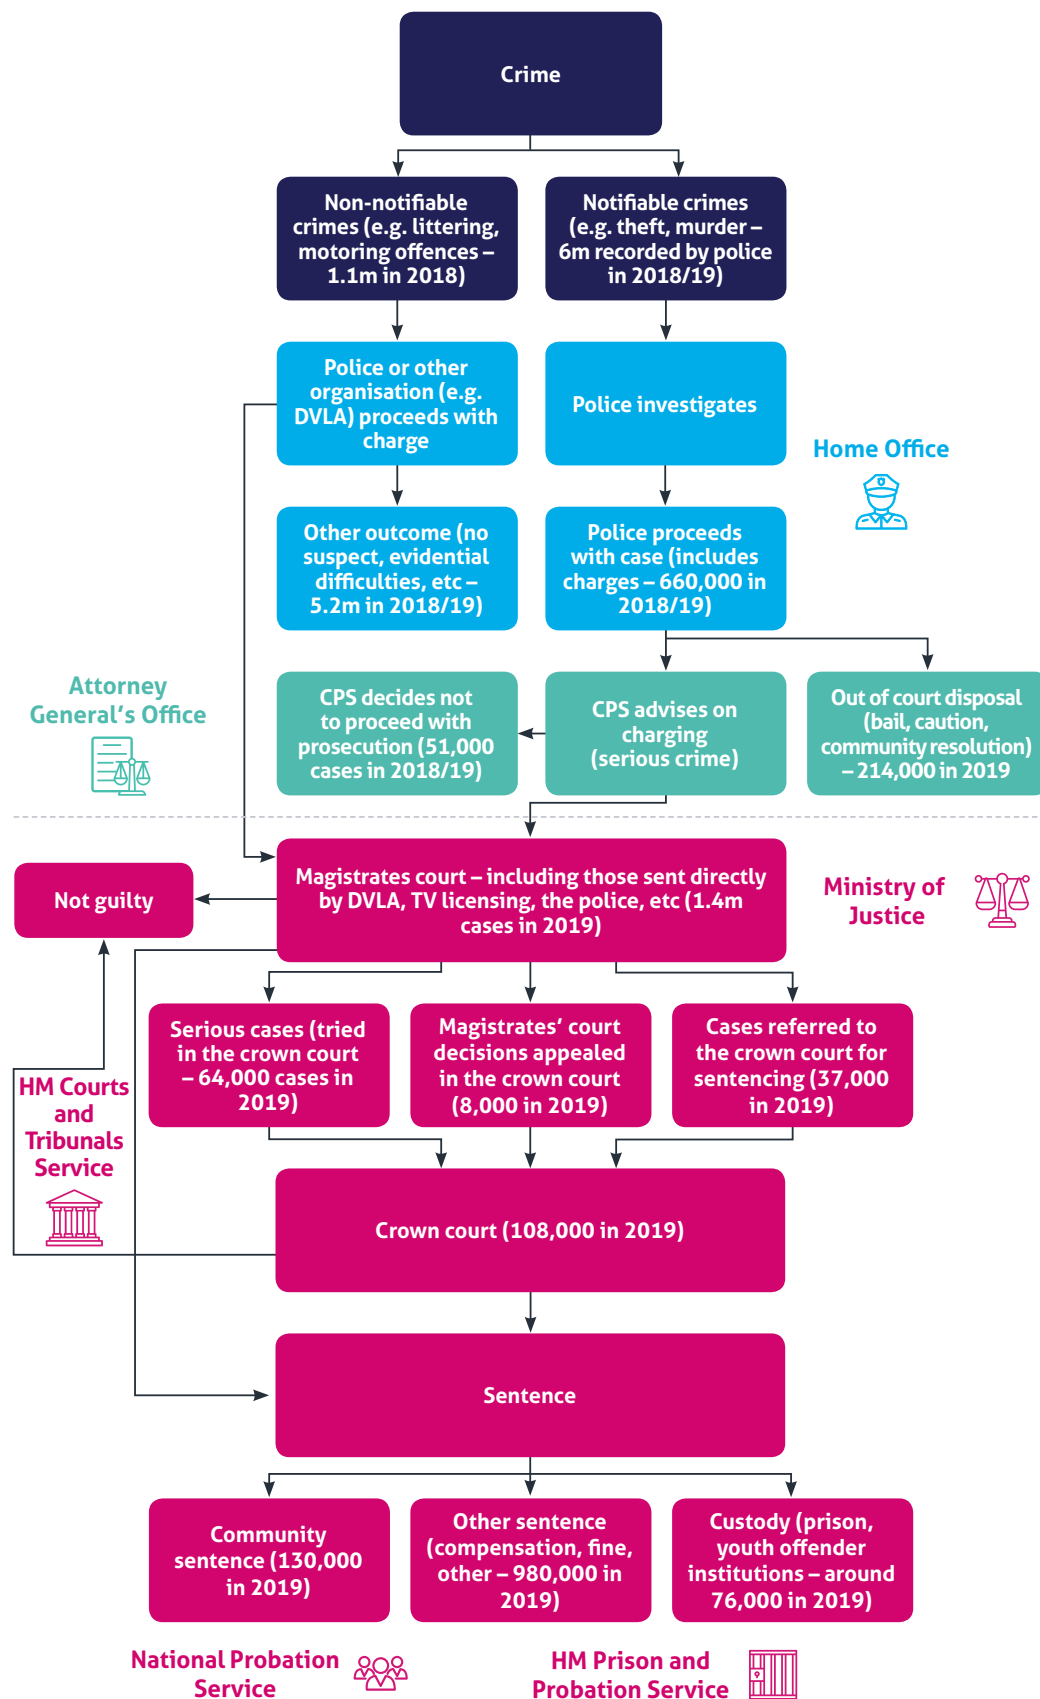 Crime
Non-notifiable
crimes (e.g. littering,
motoring offences –
1.1m in 2018)
Notifiable crimes
(e.g. theft, murder –
6m recorded by police
in 2018/19)
Police or other
organisation (e.g.
DVLA) proceeds with
charge
Police investigates
Home Office
Other outcome (no
suspect, evidential
difficulties, etc –
5.2m in 2018/19)
Police proceeds
with case (includes
charges – 660,000 in
2018/19)
Attorney
General's Office
CPS decides not
to proceed with
prosecution (51,000
cases in 2018/19)
CPS advises on
charging
(serious crime)
Out of court disposal
(bail, caution,
community resolution)
– 214,000 in 2019
Not guilty
Magistrates court – including those sent directly
by DVLA, TV licensing, the police, etc (1.4m
cases in 2019)
Ministry of
Justice
Serious cases (tried
in the crown court
– 64,000 cases in
2019)
Magistrates' court
decisions appealed
in the crown court
(8,000 in 2019)
Cases referred to
the crown court for
sentencing (37,000
in 2019)
HM Courts
and
Tribunals
Service
Crown court (108,000 in 2019)
Sentence
Community
sentence (130,000
in 2019)
Other sentence
(compensation, fine,
other – 980,000 in
2019)
Custody (prison,
youth offender
institutions – around
76,000 in 2019)
National Probation
Service
HM Prison and
Probation Service